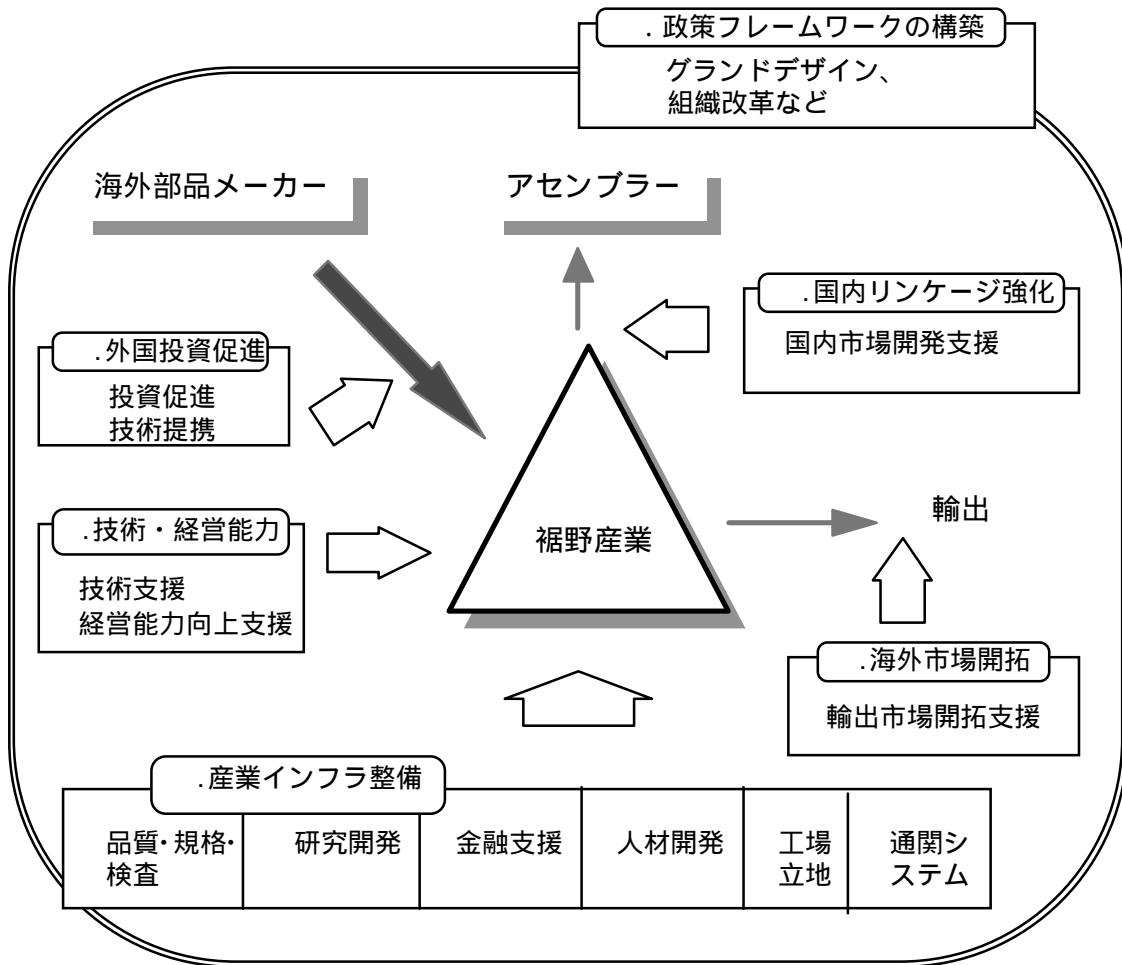 . 政策フレームワークの構築
グランドデザイン、
組織改革など
海外部品メーカー
アセンブラー
.国内リンケージ強化
国内市場開発支援
.外国投資促進
投資促進
技術提携
.技術・経営能力
技術支援
経営能力向上支援
裾野産業
輸出
.海外市場開拓
輸出市場開拓支援
.産業インフラ整備
品質・規格・
検査
研究開発
金融支援
人材開発
工場
立地
通関シ
ステム